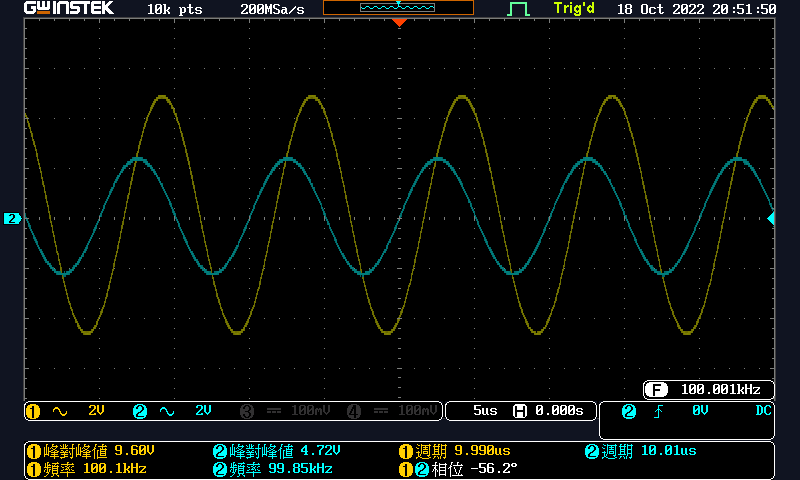 GWINSTEK 10k pts 200MSa/s Trig'd 18 Oct 2022 20:51:50
2
F 100.001kHz
1 2V 2 2V 3 100mV 4 100mV 5us H 0.000s 2 0V DC
1 峰對峰值 9.60V 2 峰對峰值 4.72V 1 週期 9.990us 2 週期 10.01us
1 頻率 100.1kHz 2 頻率 99.85kHz 1 2 相位 -56.2°